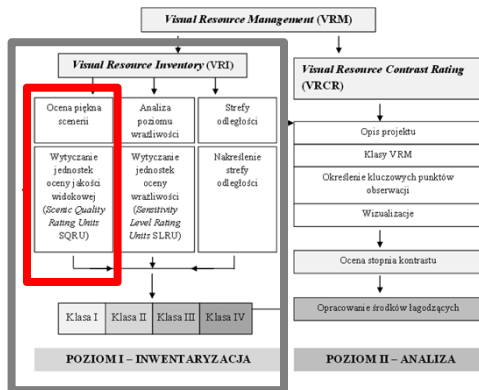 Visual Resource Management (VRM)
Visual Resource Inventory (VRI)
Visual Resource Contrast Rating
(VRCR)
Ocena piękna
scenerii
Analiza
poziomu
wrażliwości
Strefy
odległości
Wytyczanie
jednostek
oceny jakości
widokowej
(Scenic Quality
Rating Units
SQRU)
Wytyczanie
jednostek
oceny
wrażliwości
(Sensitivity
Level Rating
Units SLRU)
Nakreślenie
strefy
odległości
Opis projektu
Klasy VRM
Określenie kluczowych punktów
obserwacji
Wizualizacje
Ocena stopnia kontrastu
Opracowanie środków łagodzących
Klasa I
Klasa II
Klasa III
Klasa IV
POZIOM I – INWENTARYZACJA
POZIOM II – ANALIZA